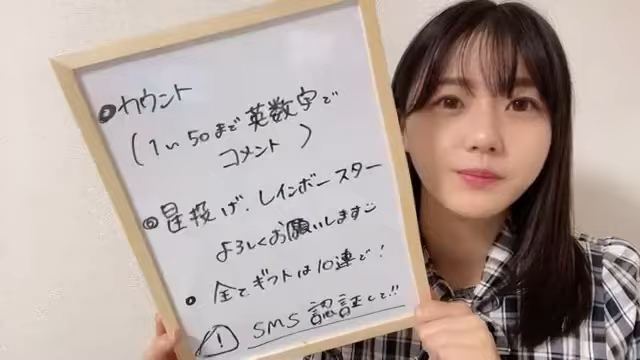 ◎カウント
(1〜50まで英数字で
コメント)
◎星投げ、レインボースター
よろしくお願いします
• 全てギフトは10連で!
⚠ SMS認証して!!